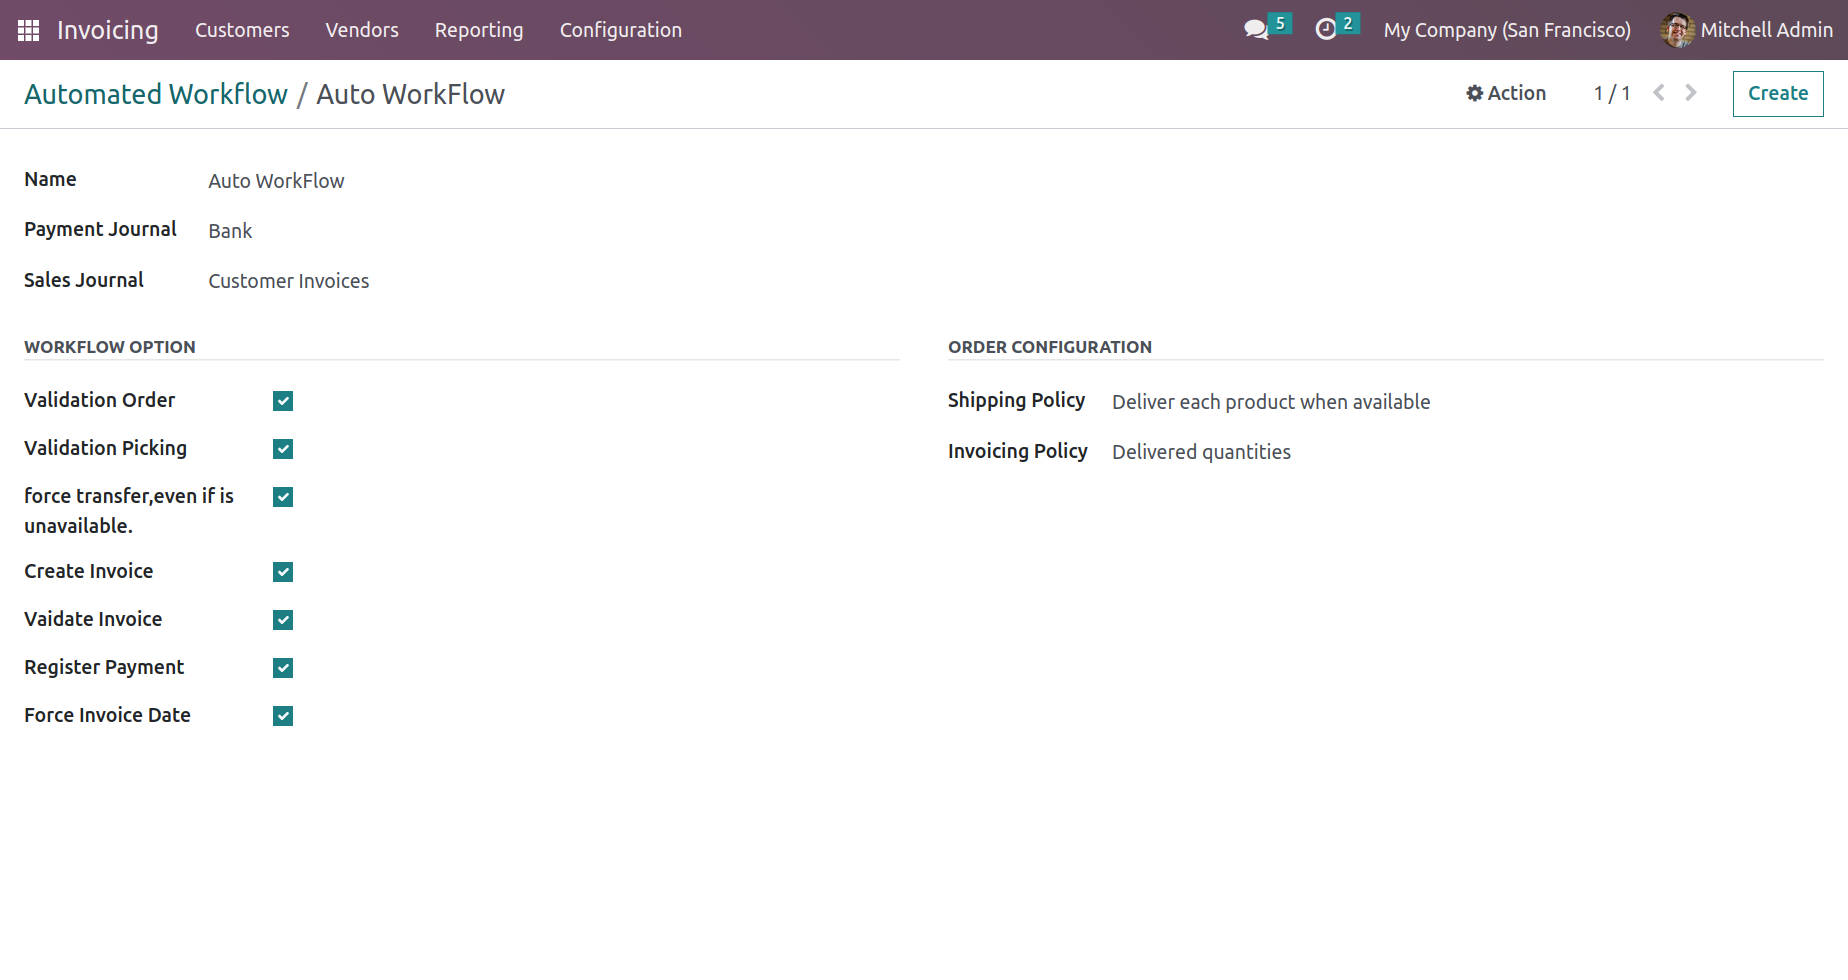 Invoicing Customers Vendors Reporting Configuration 5 2 My Company (San Francisco) Mitchell Admin
Automated Workflow / Auto WorkFlow Action 1 / 1 Create
Name Auto WorkFlow
Payment Journal Bank
Sales Journal Customer Invoices
WORKFLOW OPTION
Validation Order
Validation Picking
force transfer,even if is
unavailable.
Create Invoice
Vaidate Invoice
Register Payment
Force Invoice Date
ORDER CONFIGURATION
Shipping Policy Deliver each product when available
Invoicing Policy Delivered quantities